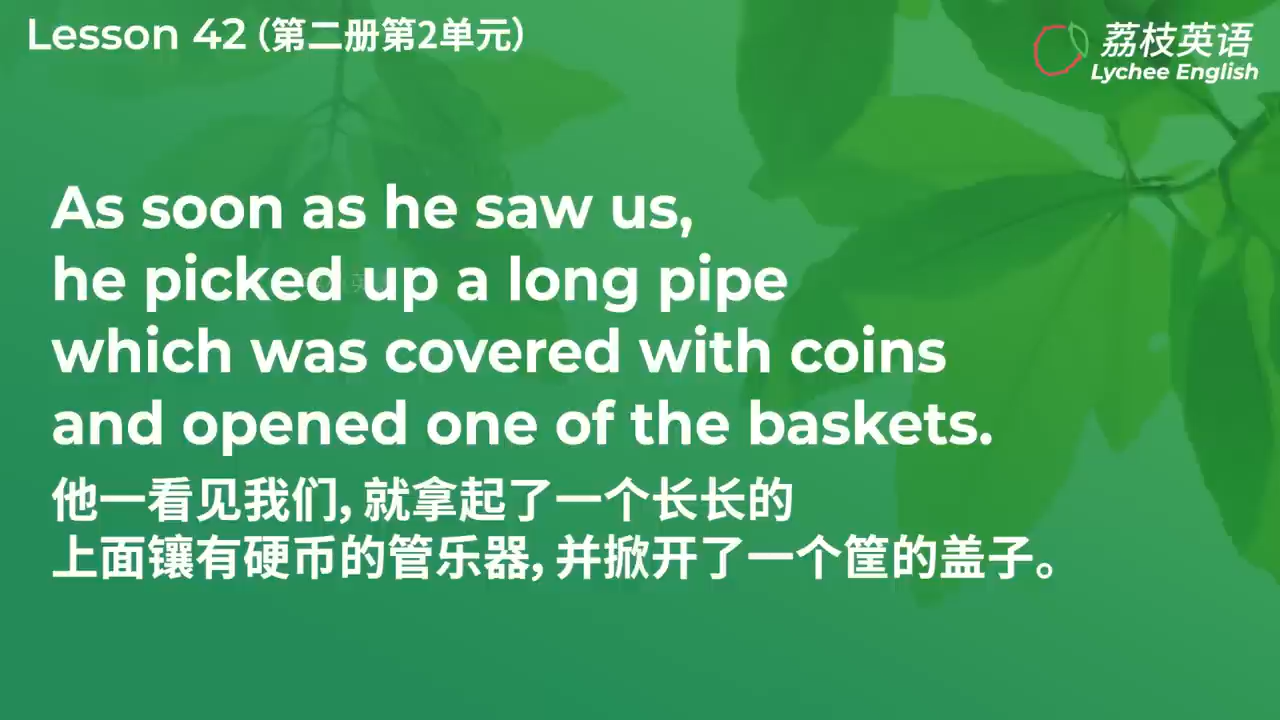 Lesson 42 (第二册第2单元)
荔枝英语
Lychee English
As soon as he saw us,
he picked up a long pipe
which was covered with coins
and opened one of the baskets.
他一看见我们, 就拿起了一个长长的
上面镶有硬币的管乐器, 并掀开了一个筐的盖子。